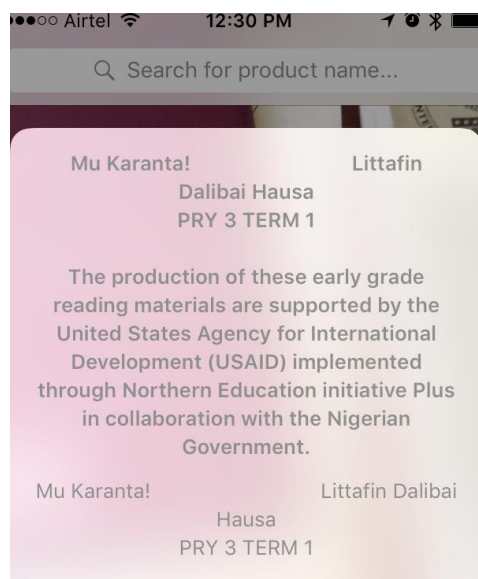 Airtel 12:30 PM
Search for product name...
Mu Karanta! Littafin
Dalibai Hausa
PRY 3 TERM 1
The production of these early grade
reading materials are supported by the
United States Agency for International
Development (USAID) implemented
through Northern Education initiative Plus
in collaboration with the Nigerian
Government.
Mu Karanta! Littafin Dalibai
Hausa
PRY 3 TERM 1